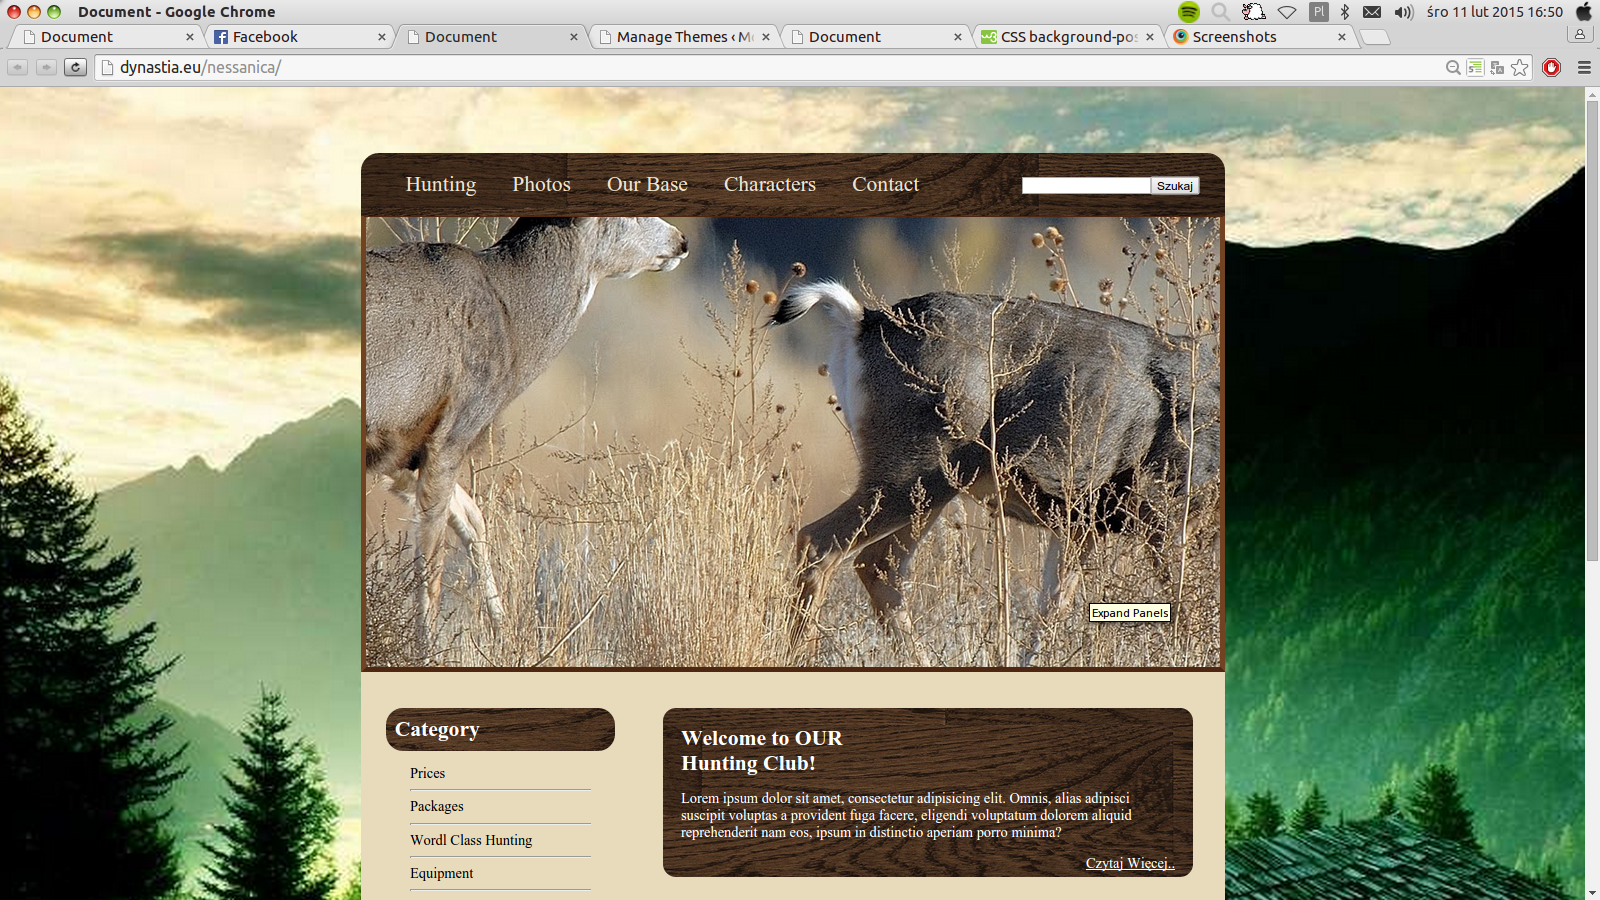 Document - Google Chrome
Pl
śro 11 lut 2015 16:50
Document
Facebook
Document
Manage Themes ‹ M
Document
CSS background-po
Screenshots
dynastia.eu/nessanica/
Hunting
Photos
Our Base
Characters
Contact
Szukaj
Expand Panels
Category
Prices
Packages
Wordl Class Hunting
Equipment
Welcome to OUR
Hunting Club!
Lorem ipsum dolor sit amet, consectetur adipisicing elit. Omnis, alias adipisci
suscipit voluptas a provident fuga facere, eligendi voluptatum dolorem aliquid
reprehenderit nam eos, ipsum in distinctio aperiam porro minima?
Czytaj Więcej..